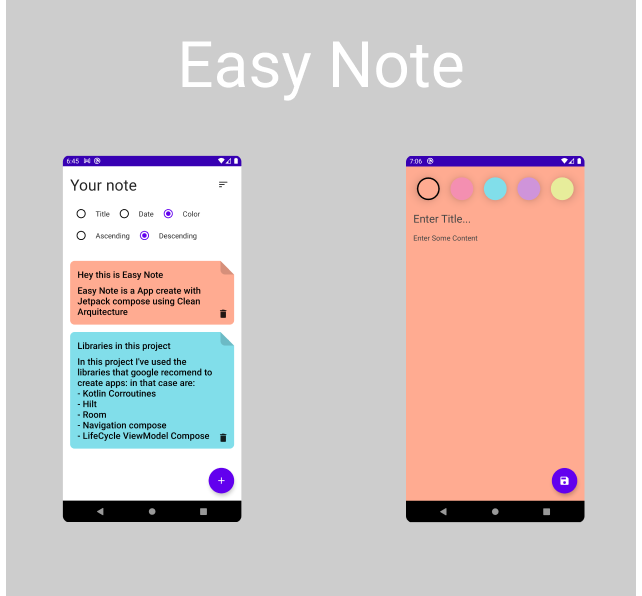 Easy Note
6:45
Your note
Title Date Color
Ascending Descending
Hey this is Easy Note
Easy Note is a App create with
Jetpack compose using Clean
Arquitecture
Libraries in this project
In this project I've used the
libraries that google recomend to
create apps: in that case are:
- Kotlin Corroutines
- Hilt
- Room
- Navigation compose
- LifeCycle ViewModel Compose
7:06
Enter Title...
Enter Some Content